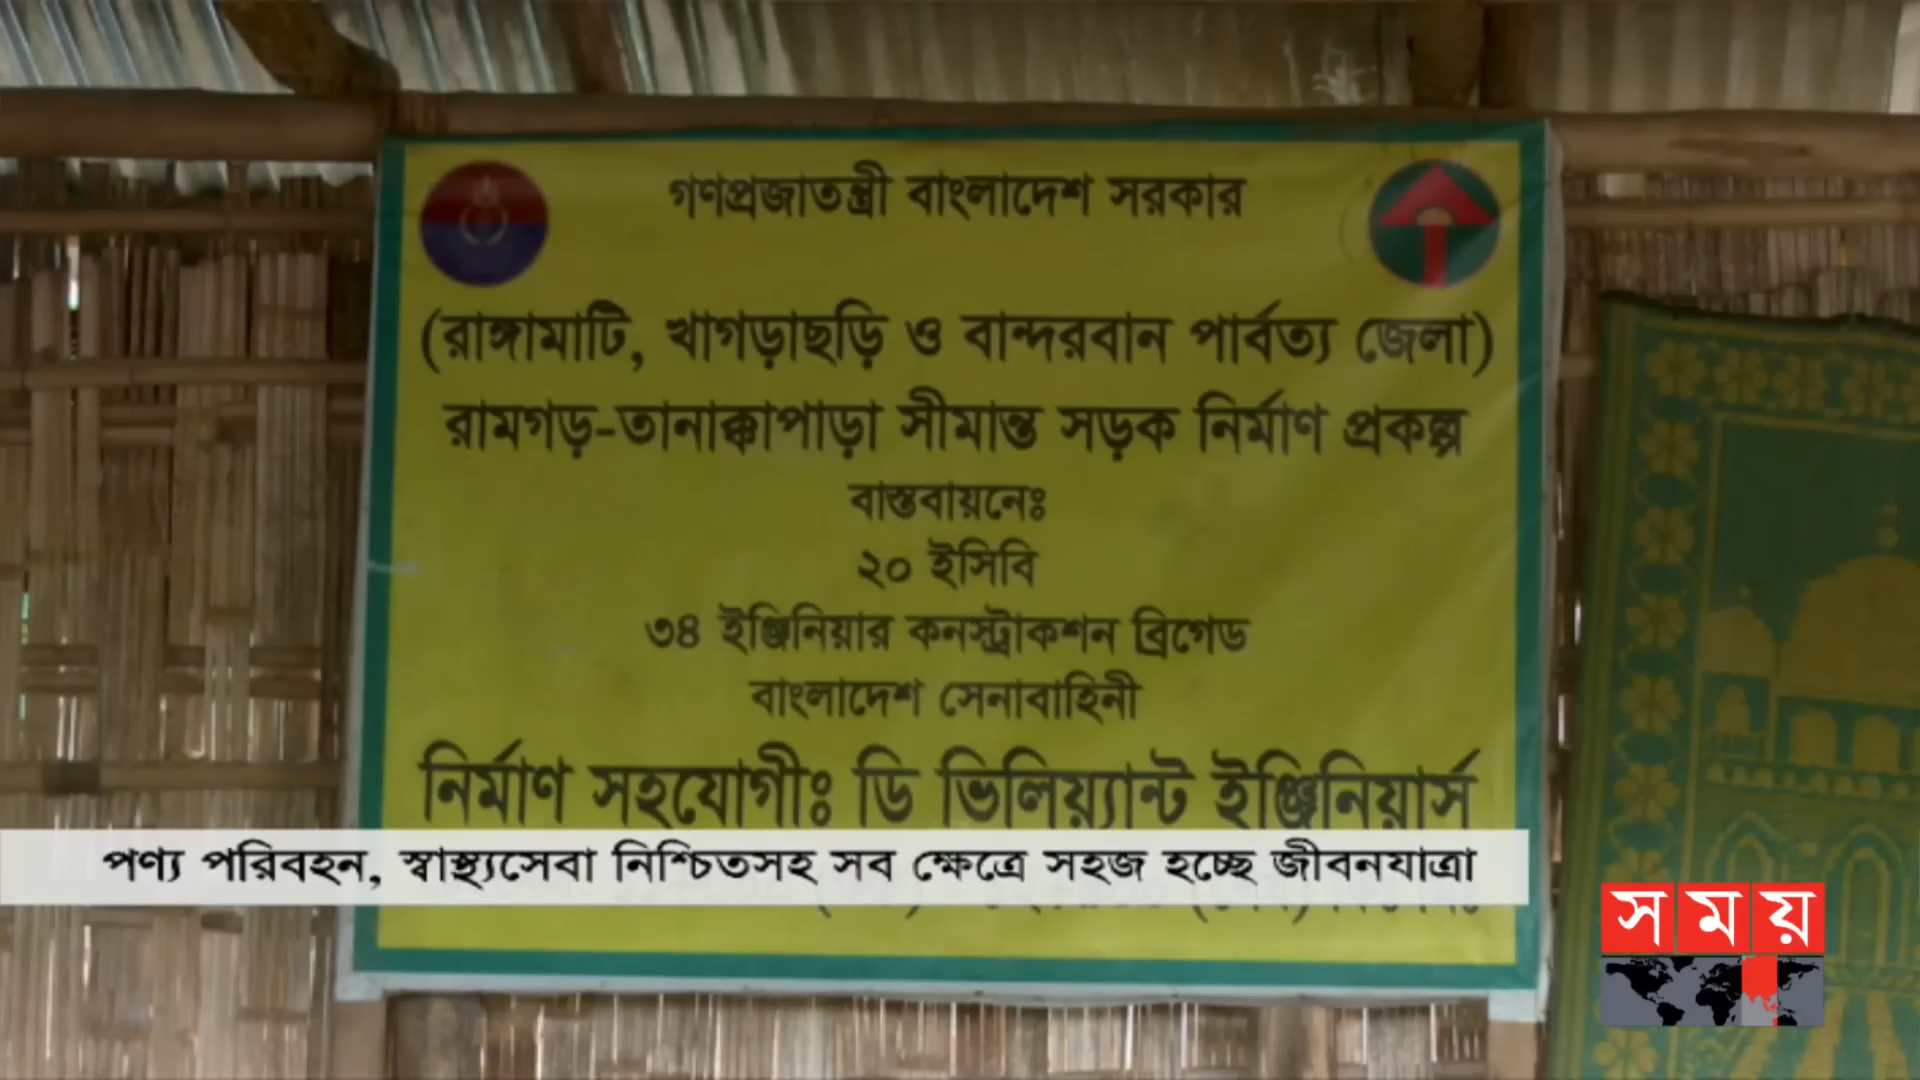 গণপ্রজাতন্ত্রী বাংলাদেশ সরকার
(রাঙ্গামাটি, খাগড়াছড়ি ও বান্দরবান পার্বত্য জেলা)
রামগড়-তানাক্কাপাড়া সীমান্ত সড়ক নির্মাণ প্রকল্প
বাস্তবায়নেঃ
২০ ইসিবি
৩৪ ইঞ্জিনিয়ার কনস্ট্রাকশন ব্রিগেড
বাংলাদেশ সেনাবাহিনী
নির্মাণ সহযোগীঃ ডি ভিলিয়্যান্ট ইঞ্জিনিয়ার্স
পণ্য পরিবহন, স্বাস্থ্যসেবা নিশ্চিতসহ সব ক্ষেত্রে সহজ হচ্ছে জীবনযাত্রা
সময়